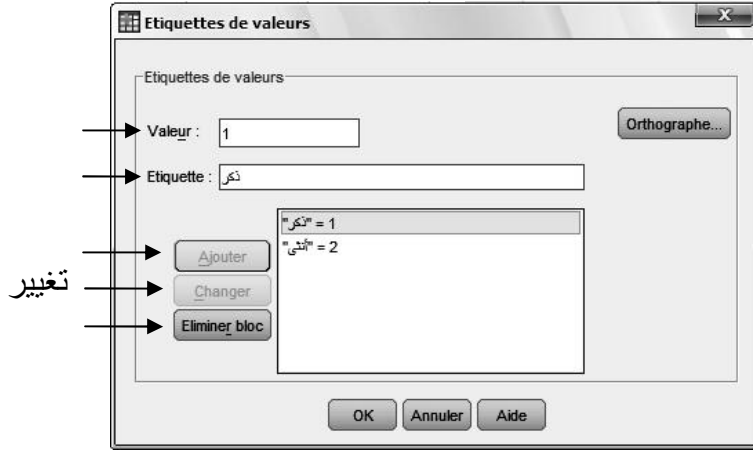 Etiquettes de valeurs
Etiquettes de valeurs
Valeur : 1
Orthographe...
Etiquette : ذكر
1 = "ذكر"
2 = "أنثى"
Ajouter
تغيير Changer
Eliminer bloc
OK Annuler Aide